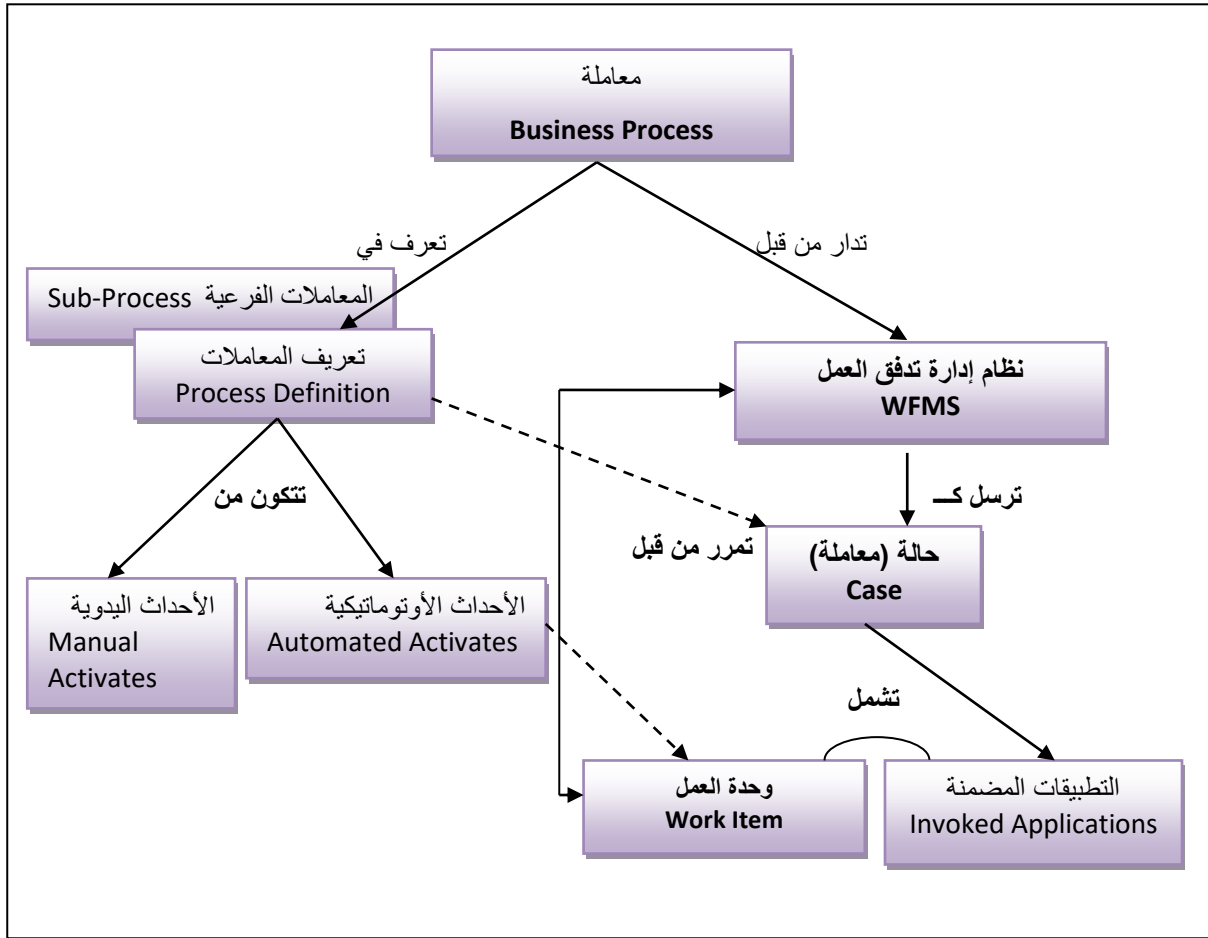 معاملة
Business Process
تعرف في
تدار من قبل
المعاملات الفرعية Sub-Process
تعريف المعاملات
Process Definition
نظام إدارة تدفق العمل
WFMS
تتكون من
ترسل كـــ
تمرر من قبل
حالة (معاملة)
Case
الأحداث اليدوية
Manual
Activates
الأحداث الأوتوماتيكية
Automated Activates
تشمل
وحدة العمل
Work Item
التطبيقات المضمنة
Invoked Applications